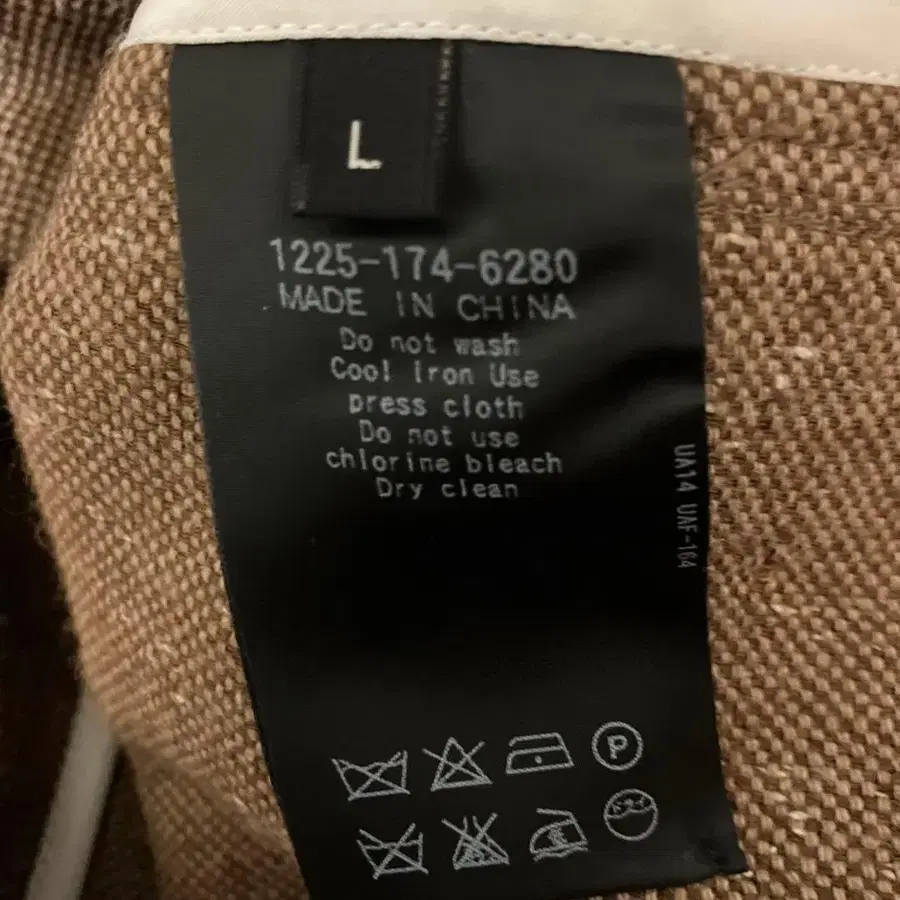 L
1225-174-6280
MADE IN CHINA
Do not wash
Cool Iron Use
press cloth
Do not use
chlorine bleach
Dry clean
UA14 UAF-164
P